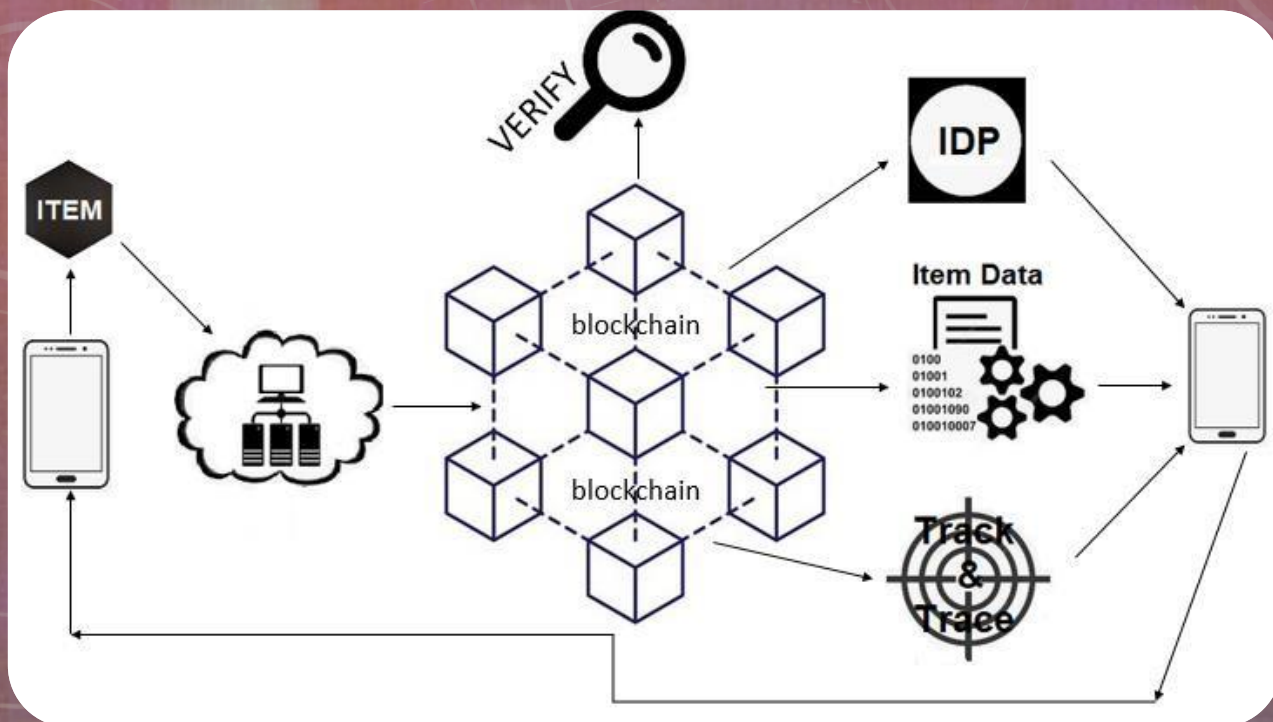 VERIFY
ITEM
IDP
Item Data
0100
01001
0100102
01001090
010010007
blockchain
blockchain
Track
&
Trace